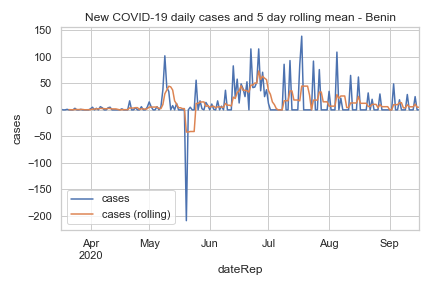 New COVID-19 daily cases and 5 day rolling mean - Benin
150
100
50
0
−50
−100
−150
−200
cases
cases
cases (rolling)
Apr
2020
May
Jun
Jul
Aug
Sep
dateRep